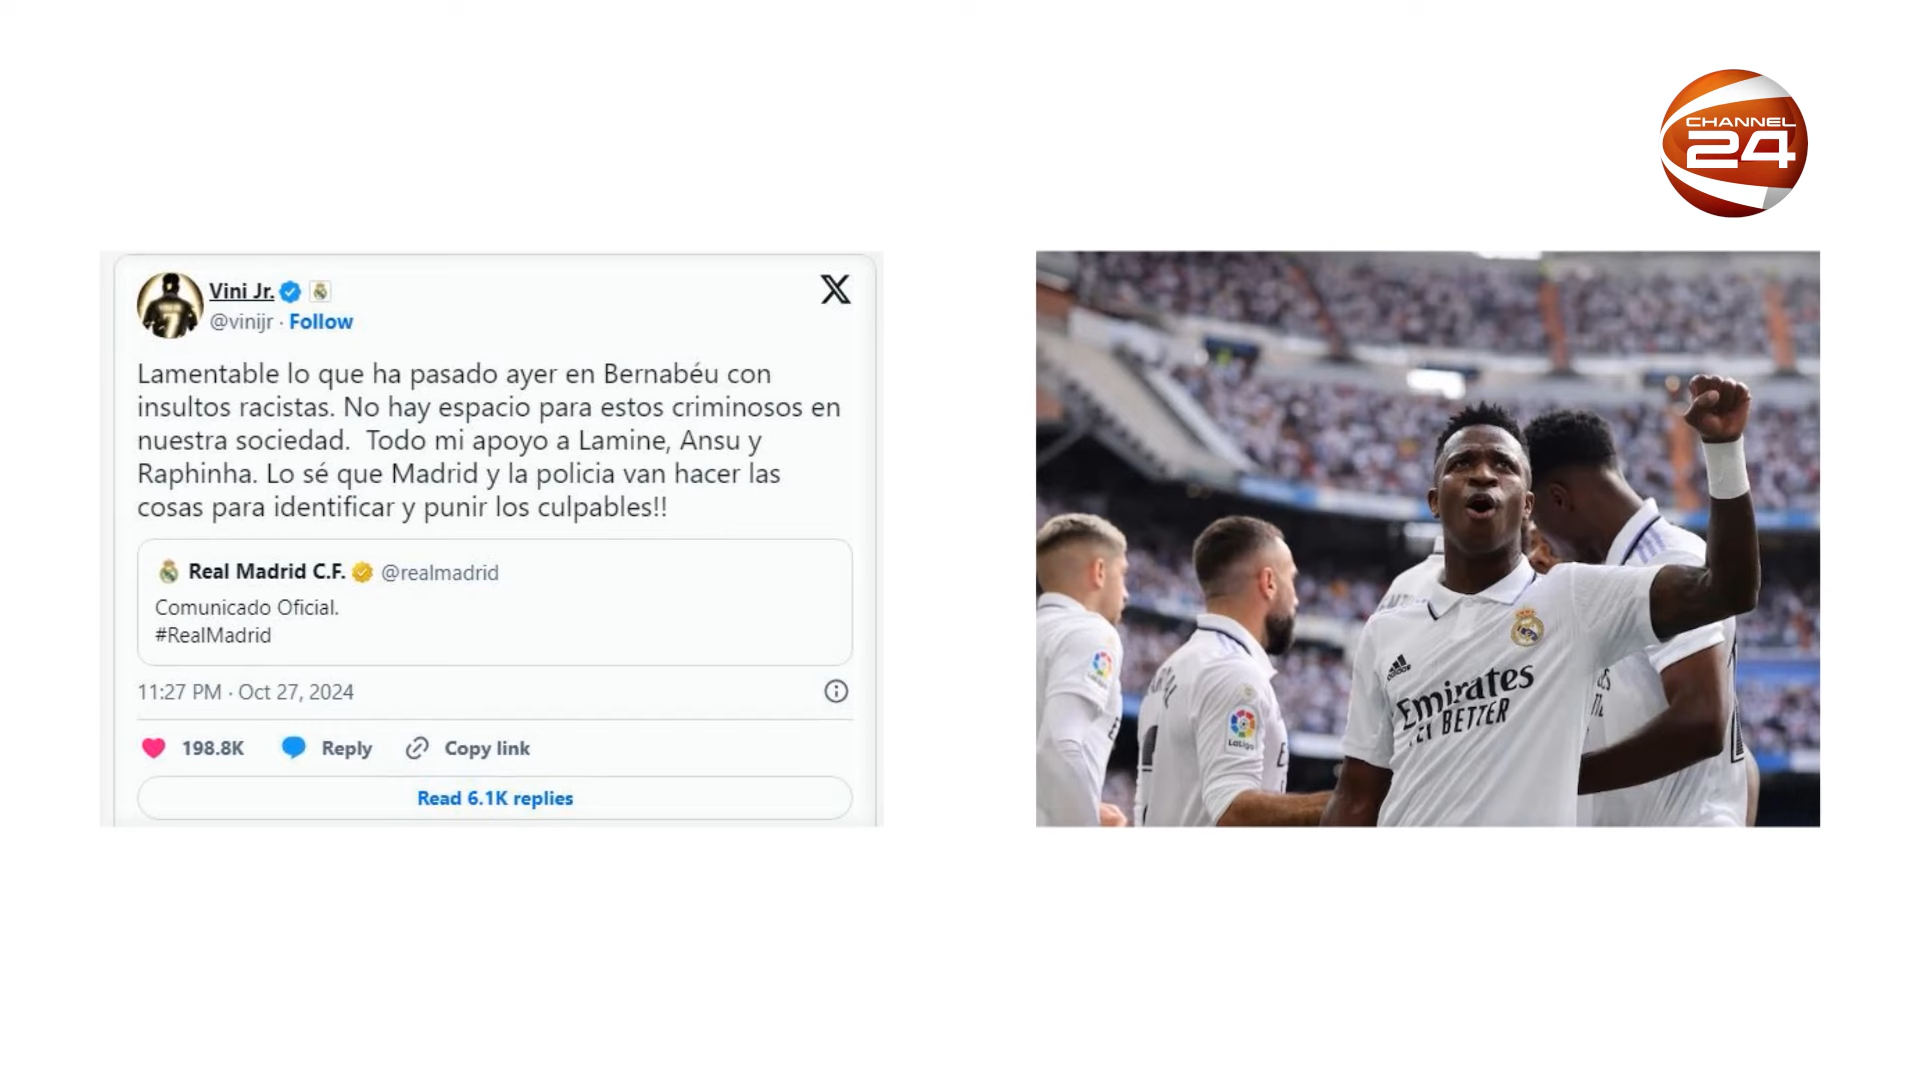 CHANNEL
24
Vini Jr.
@vinijr · Follow
Lamentable lo que ha pasado ayer en Bernabéu con
insultos racistas. No hay espacio para estos criminosos en
nuestra sociedad.  Todo mi apoyo a Lamine, Ansu y
Raphinha. Lo sé que Madrid y la policia van hacer las
cosas para identificar y punir los culpables!!
Real Madrid C.F. @realmadrid
Comunicado Oficial.
#RealMadrid
11:27 PM · Oct 27, 2024
198.8K Reply Copy link
Read 6.1K replies
adidas
Emirates
FLY BETTER
LaLiga